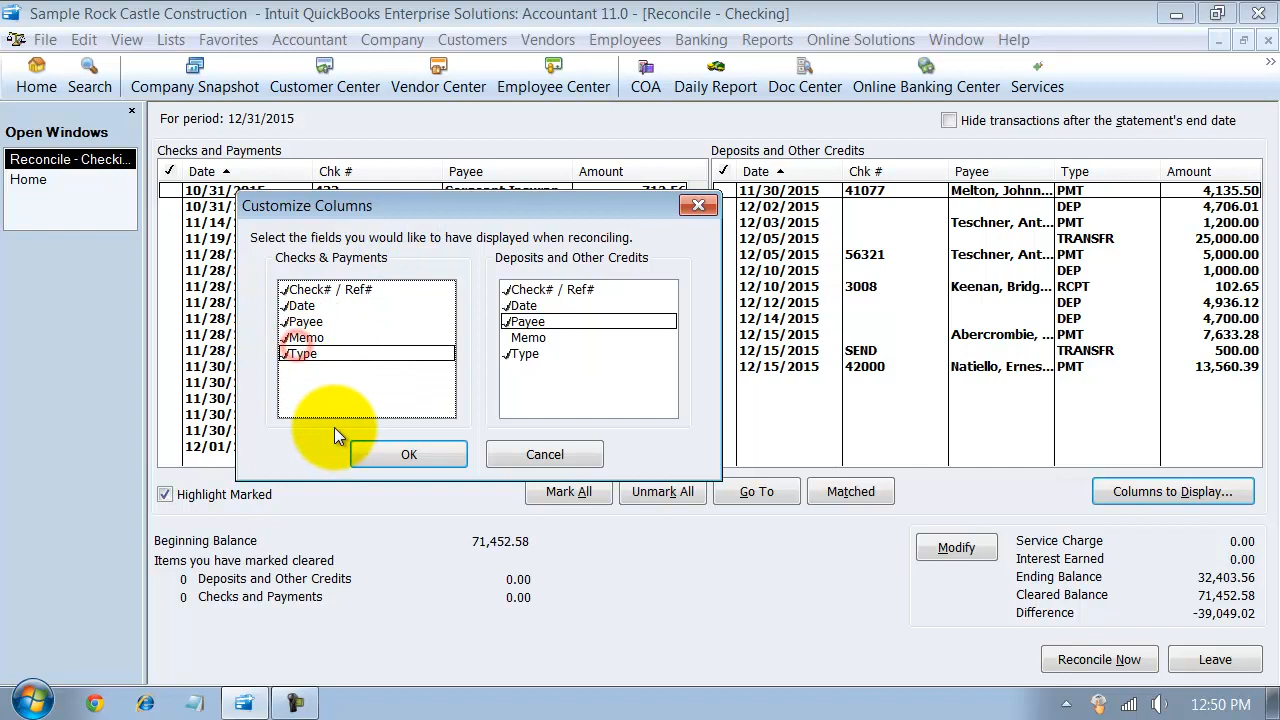 Sample Rock Castle Construction - Intuit QuickBooks Enterprise Solutions: Accountant 11.0 - [Reconcile - Checking]
File Edit View Lists Favorites Accountant Company Customers Vendors Employees Banking Reports Online Solutions Window Help
Home Search Company Snapshot Customer Center Vendor Center Employee Center COA Daily Report Doc Center Online Banking Center Services
Open Windows
Reconcile - Checki...
Home
For period: 12/31/2015
Hide transactions after the statement's end date
Checks and Payments
Date Chk # Payee Amount
10/31/2015
10/31
11/14
11/19
11/28
11/28
11/28
11/28
11/28
11/28
11/28
11/30
11/30
11/30
11/30
11/30
12/01
Deposits and Other Credits
Date Chk # Payee Type Amount
11/30/2015 41077 Melton, Johnn... PMT 4,135.50
12/02/2015 DEP 4,706.01
12/03/2015 Teschner, Ant... PMT 1,200.00
12/05/2015 TRANSFR 25,000.00
12/05/2015 56321 Teschner, Ant... PMT 5,000.00
12/10/2015 DEP 1,000.00
12/10/2015 3008 Keenan, Bridg... RCPT 102.65
12/12/2015 DEP 4,936.12
12/14/2015 DEP 4,700.00
12/15/2015 Abercrombie, ... PMT 7,633.28
12/15/2015 SEND TRANSFR 500.00
12/15/2015 42000 Natiello, Ernes... PMT 13,560.39
Customize Columns
Select the fields you would like to have displayed when reconciling.
Checks & Payments
Check# / Ref#
Date
Payee
Memo
Type
Deposits and Other Credits
Check# / Ref#
Date
Payee
Memo
Type
OK Cancel
Highlight Marked
Mark All Unmark All Go To Matched Columns to Display...
Beginning Balance 71,452.58
Items you have marked cleared
0 Deposits and Other Credits 0.00
0 Checks and Payments 0.00
Modify
Service Charge 0.00
Interest Earned 0.00
Ending Balance 32,403.56
Cleared Balance 71,452.58
Difference -39,049.02
Reconcile Now Leave
12:50 PM